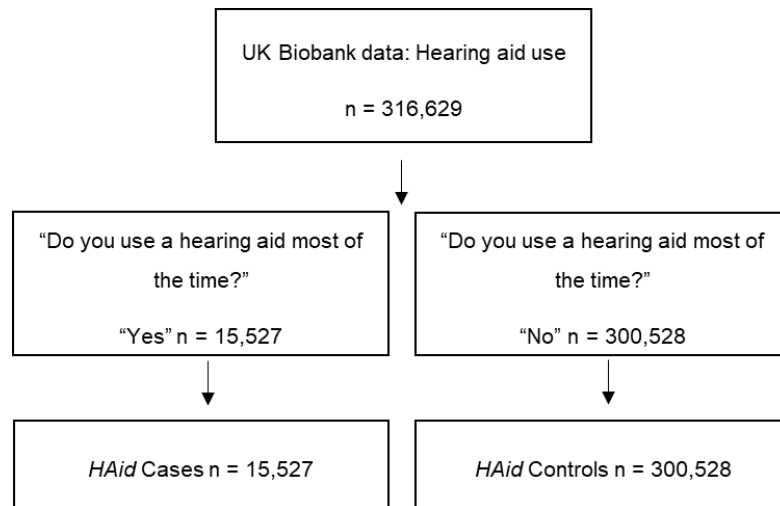 UK Biobank data: Hearing aid use
n = 316,629
“Do you use a hearing aid most of
the time?”
“Yes” n = 15,527
“Do you use a hearing aid most of
the time?”
“No” n = 300,528
HAid Cases n = 15,527
HAid Controls n = 300,528